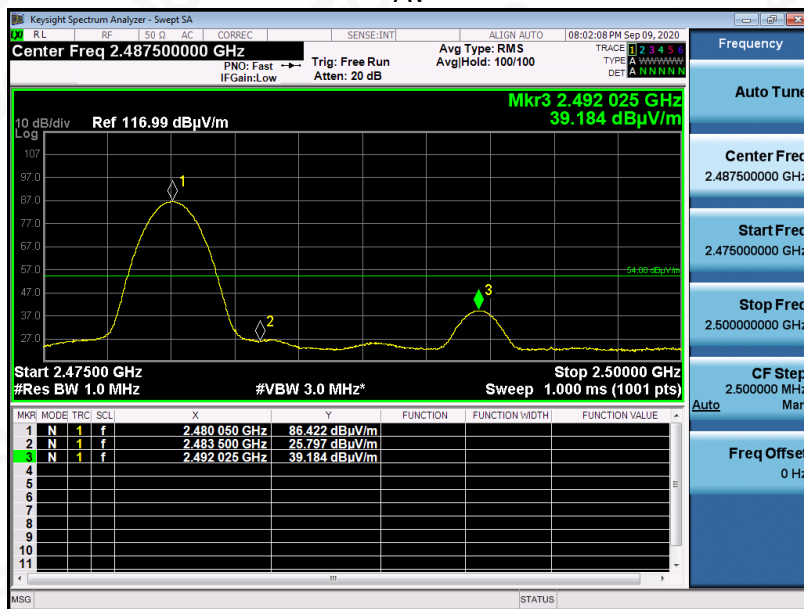 Keysight Spectrum Analyzer - Swept SA
LXI RL RF 50 Ω AC CORREC SENSE:INT ALIGN AUTO 08:02:08 PM Sep 09, 2020
Center Freq 2.487500000 GHz
PNO: Fast
IFGain:Low
Trig: Free Run
Atten: 20 dB
Avg Type: RMS
Avg|Hold: 100/100
TRACE 1 2 3 4 5 6
TYPE A WWWWW
DET A N N N N N
Mkr3 2.492 025 GHz
39.184 dBµV/m
10 dB/div Ref 116.99 dBµV/m
Log
107
97.0
87.0
77.0
67.0
57.0
47.0
37.0
27.0
1
2
3
54.00 dBµV/m
Start 2.47500 GHz Stop 2.50000 GHz
#Res BW 1.0 MHz #VBW 3.0 MHz* Sweep 1.000 ms (1001 pts)
MKR MODE TRC SCL X Y FUNCTION FUNCTION WIDTH FUNCTION VALUE
1 N 1 f 2.480 050 GHz 86.422 dBµV/m
2 N 1 f 2.483 500 GHz 25.797 dBµV/m
3 N 1 f 2.492 025 GHz 39.184 dBµV/m
4
5
6
7
8
9
10
11
MSG STATUS
Frequency
Auto Tune
Center Freq
2.487500000 GHz
Start Freq
2.475000000 GHz
Stop Freq
2.500000000 GHz
CF Step
2.500000 MHz
Auto Man
Freq Offset
0 Hz